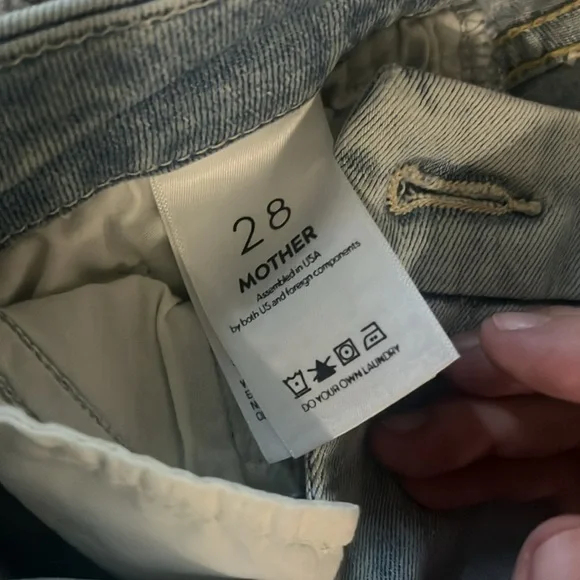 28
MOTHER
Assembled in USA
by both US and foreign components
DO YOUR OWN LAUNDRY